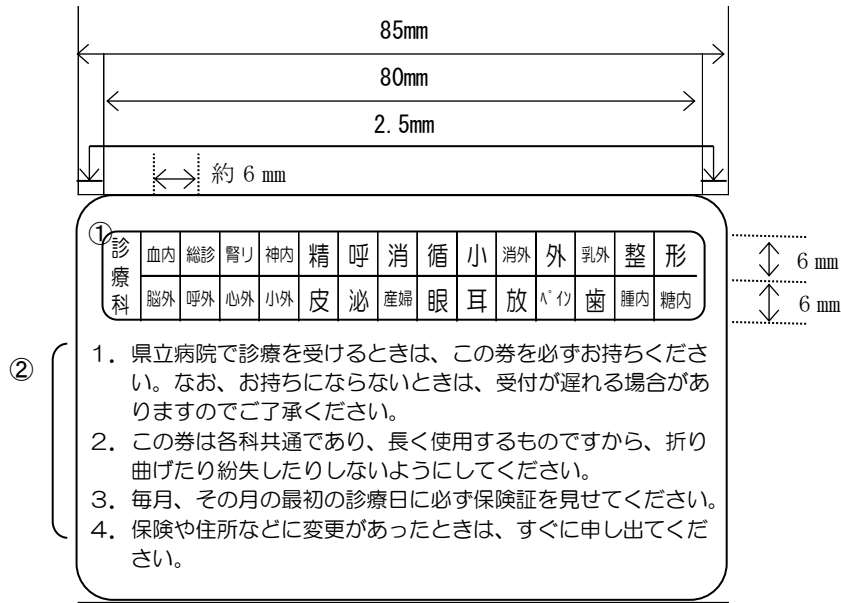 85mm
80mm
2.5mm
約6mm
①
診療科
血内 総診 腎リ 神内 精 呼 消 循 小 消外 外 乳外 整 形
脳外 呼外 心外 小外 皮 泌 産婦 眼 耳 放 ペイン 歯 腫内 糖内
6mm
6mm
②
1．県立病院で診療を受けるときは、この券を必ずお持ちくださ
い。なお、お持ちにならないときは、受付が遅れる場合があ
りますのでご了承ください。
2．この券は各科共通であり、長く使用するものですから、折り
曲げたり紛失したりしないようにしてください。
3．毎月、その月の最初の診療日に必ず保険証を見せてください。
4．保険や住所などに変更があったときは、すぐに申し出てくだ
さい。